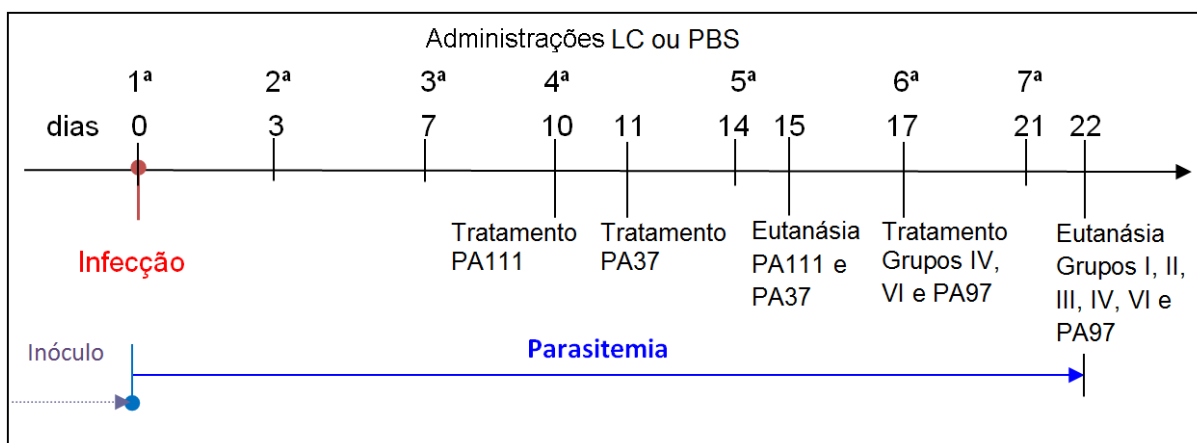 Administrações LC ou PBS
1ª 2ª 3ª 4ª 5ª 6ª 7ª
dias 0 3 7 10 11 14 15 17 21 22
Infecção
Tratamento
PA111
Tratamento
PA37
Eutanásia
PA111 e
PA37
Tratamento
Grupos IV,
VI e PA97
Eutanásia
Grupos I, II,
III, IV, VI e
PA97
Inóculo
Parasitemia